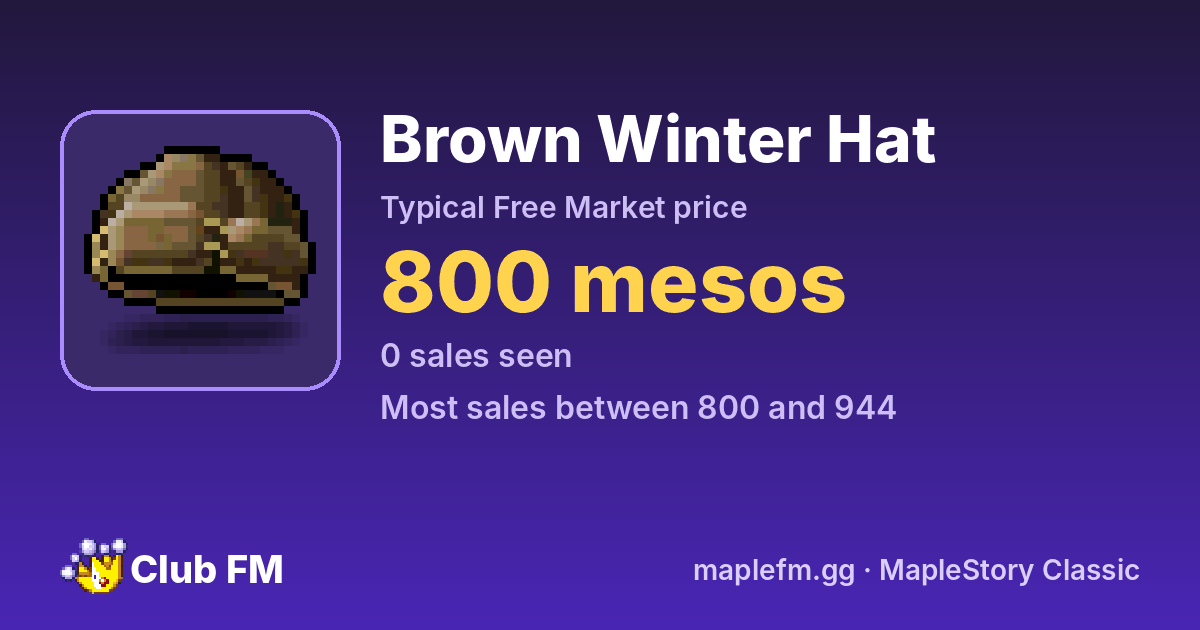 Brown Winter Hat
Typical Free Market price
800 mesos
0 sales seen
Most sales between 800 and 944
Club FM
maplefm.gg · MapleStory Classic